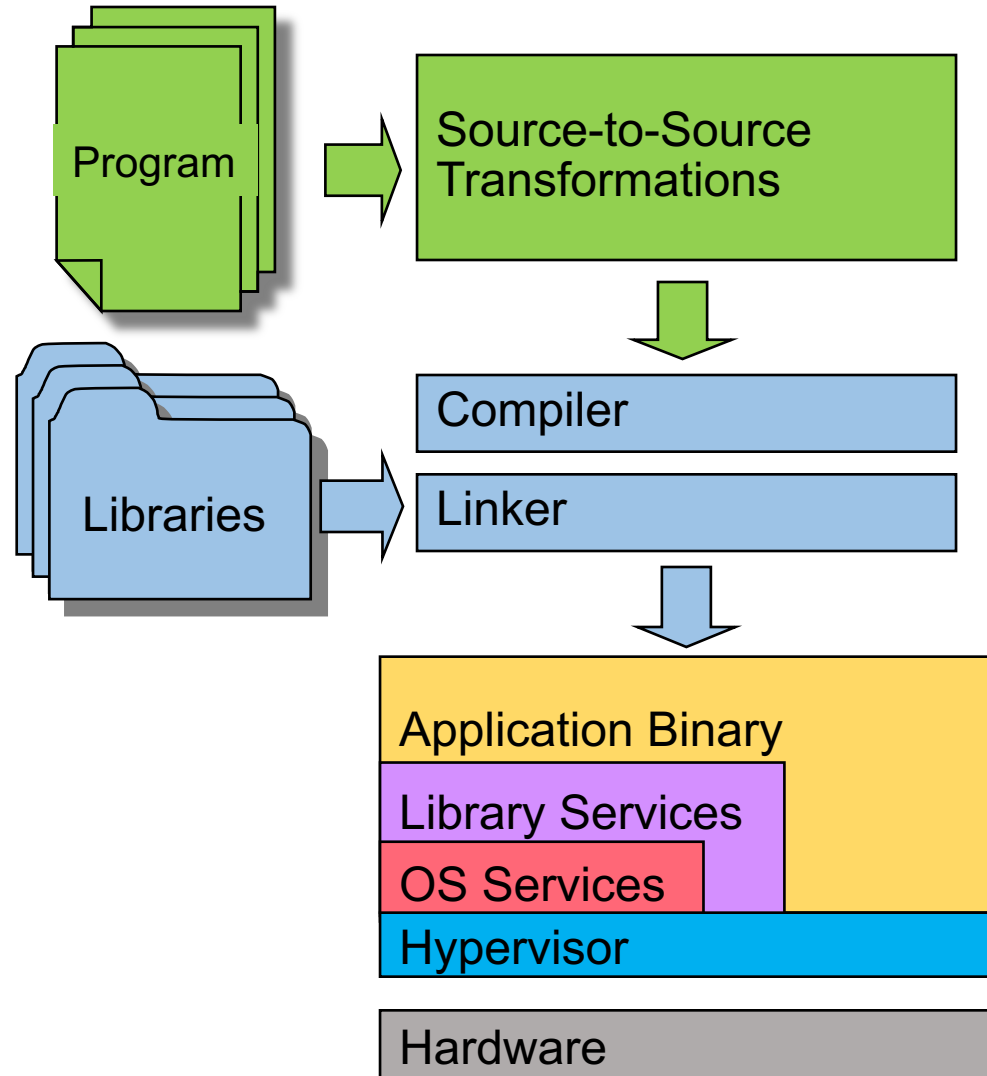 Program
Source-to-Source
Transformations
Compiler
Libraries
Linker
Application Binary
Library Services
OS Services
Hypervisor
Hardware